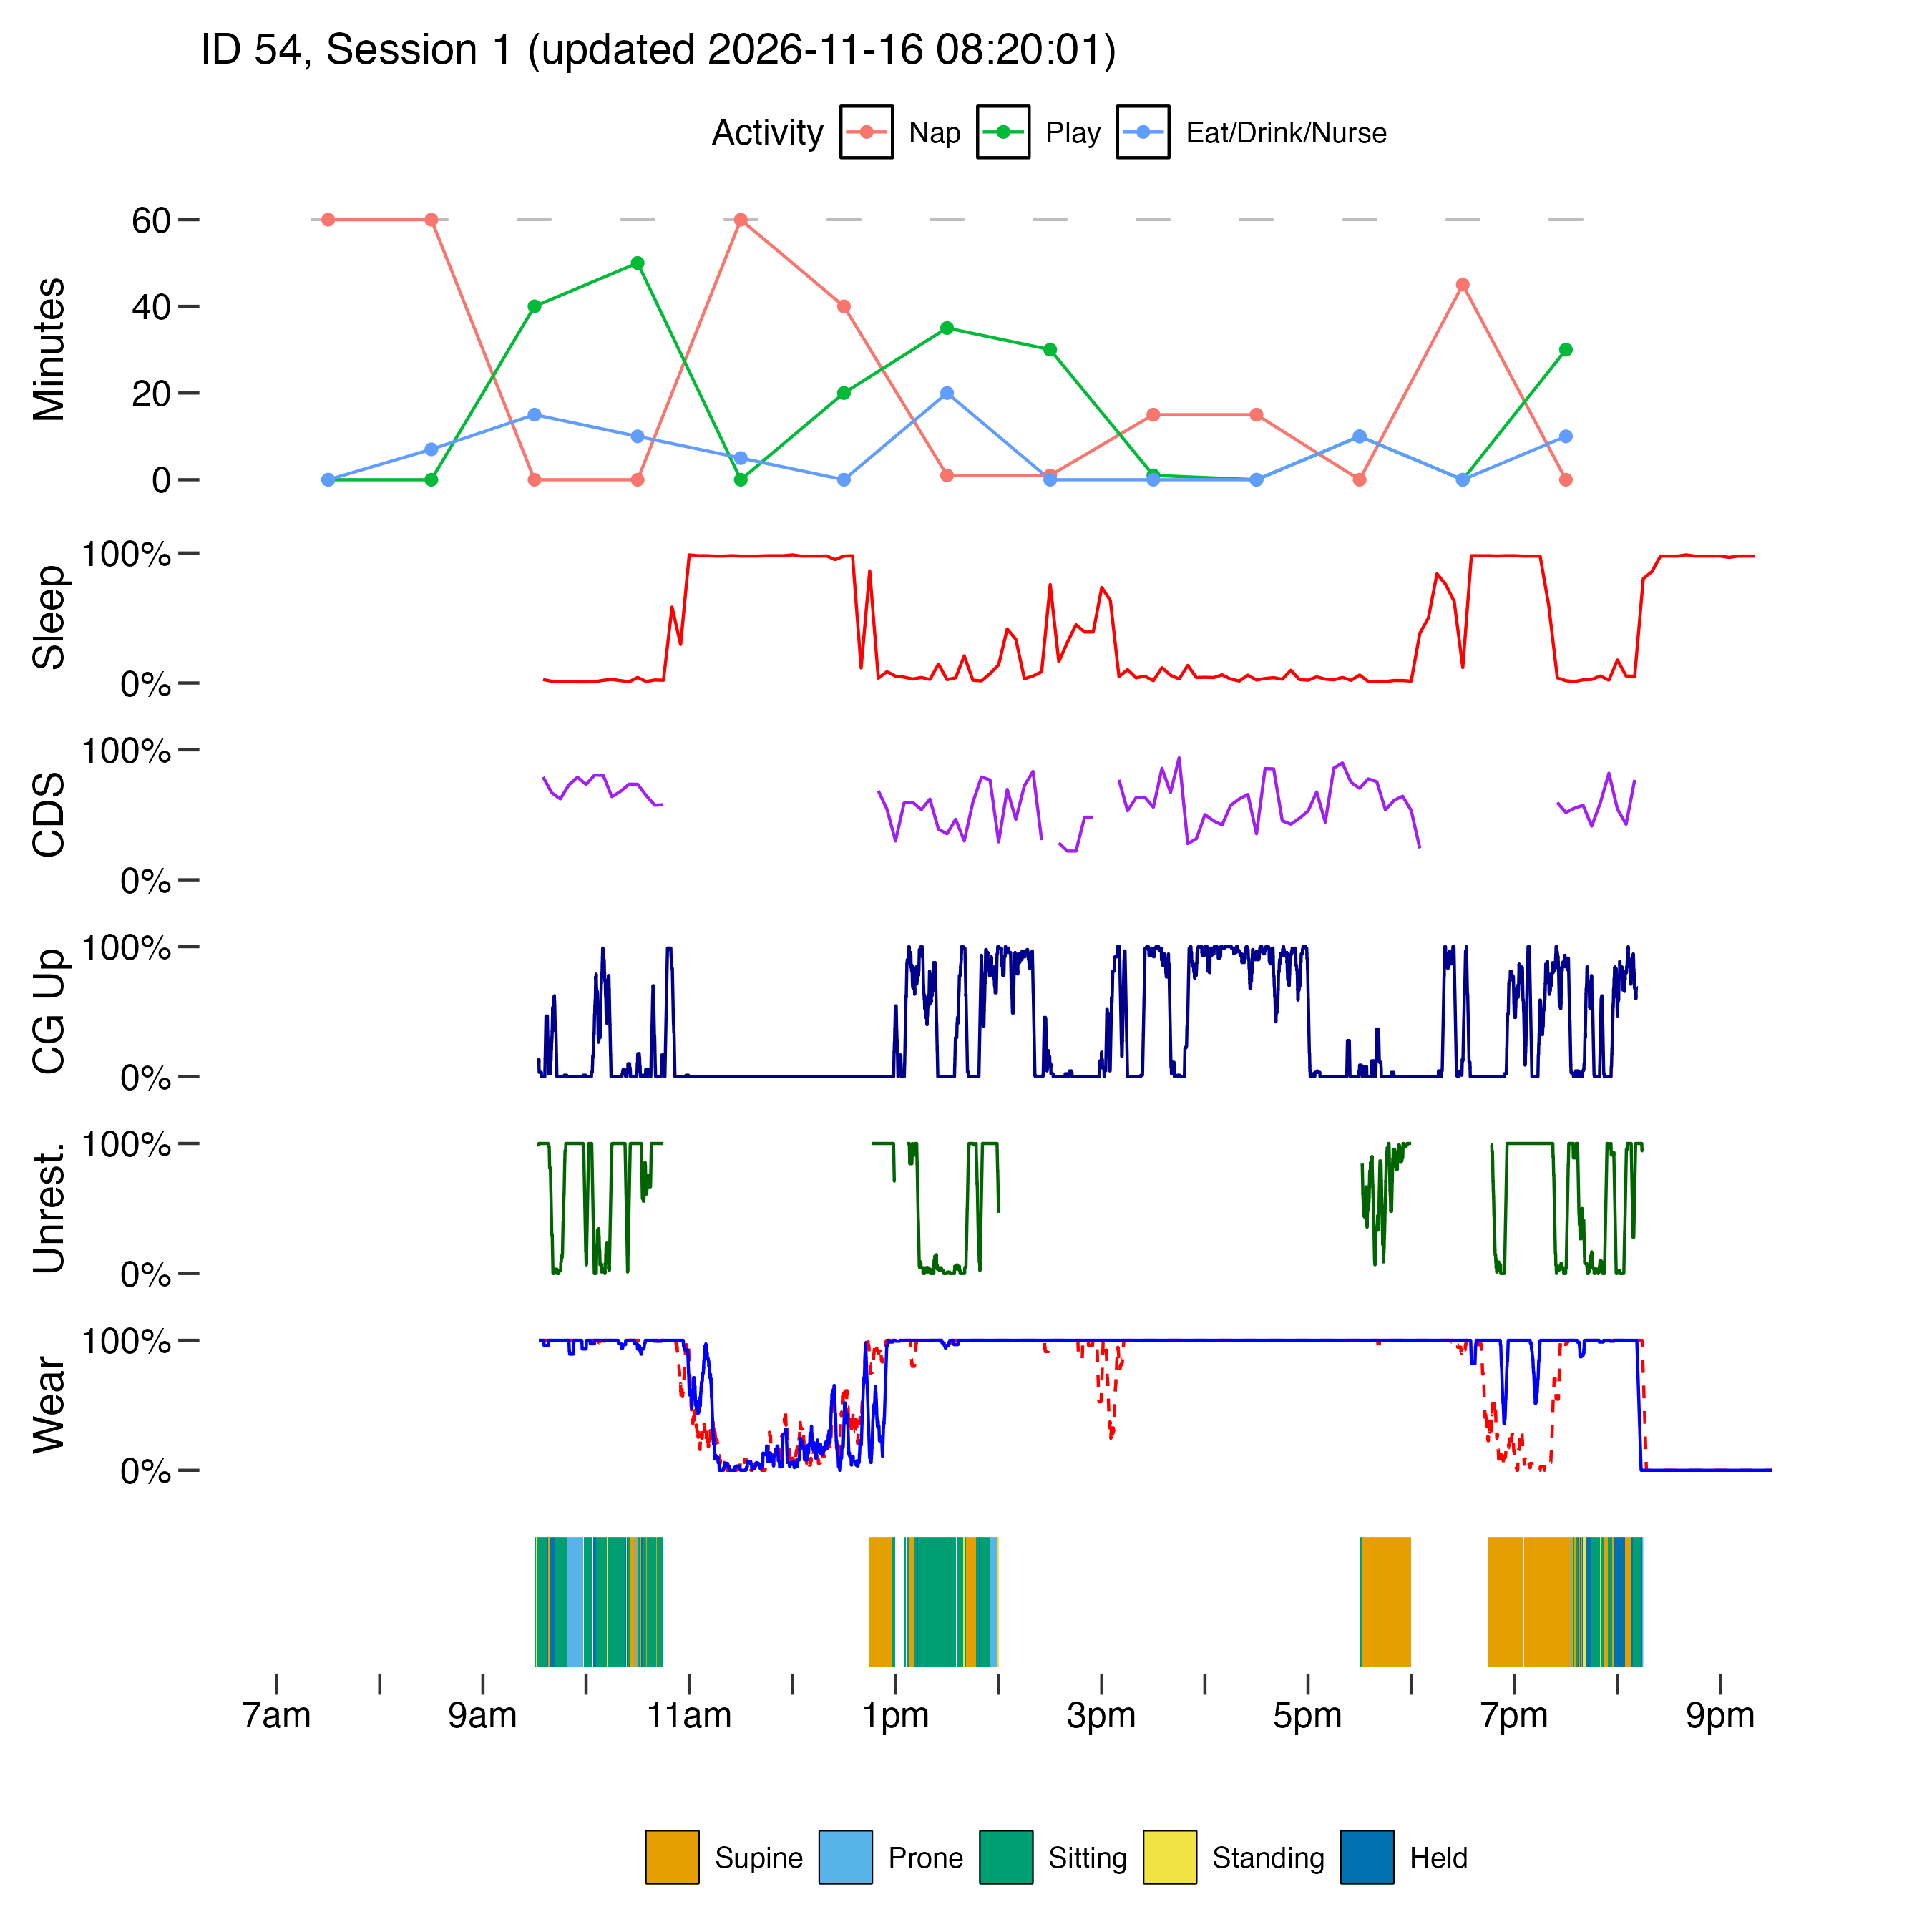 ID 54, Session 1 (updated 2026-11-16 08:20:01)
Activity Nap Play Eat/Drink/Nurse
Minutes
60
40
20
0
Sleep
100%
0%
CDS
100%
0%
CG Up
100%
0%
Unrest.
100%
0%
Wear
100%
0%
7am 9am 11am 1pm 3pm 5pm 7pm 9pm
Supine Prone Sitting Standing Held